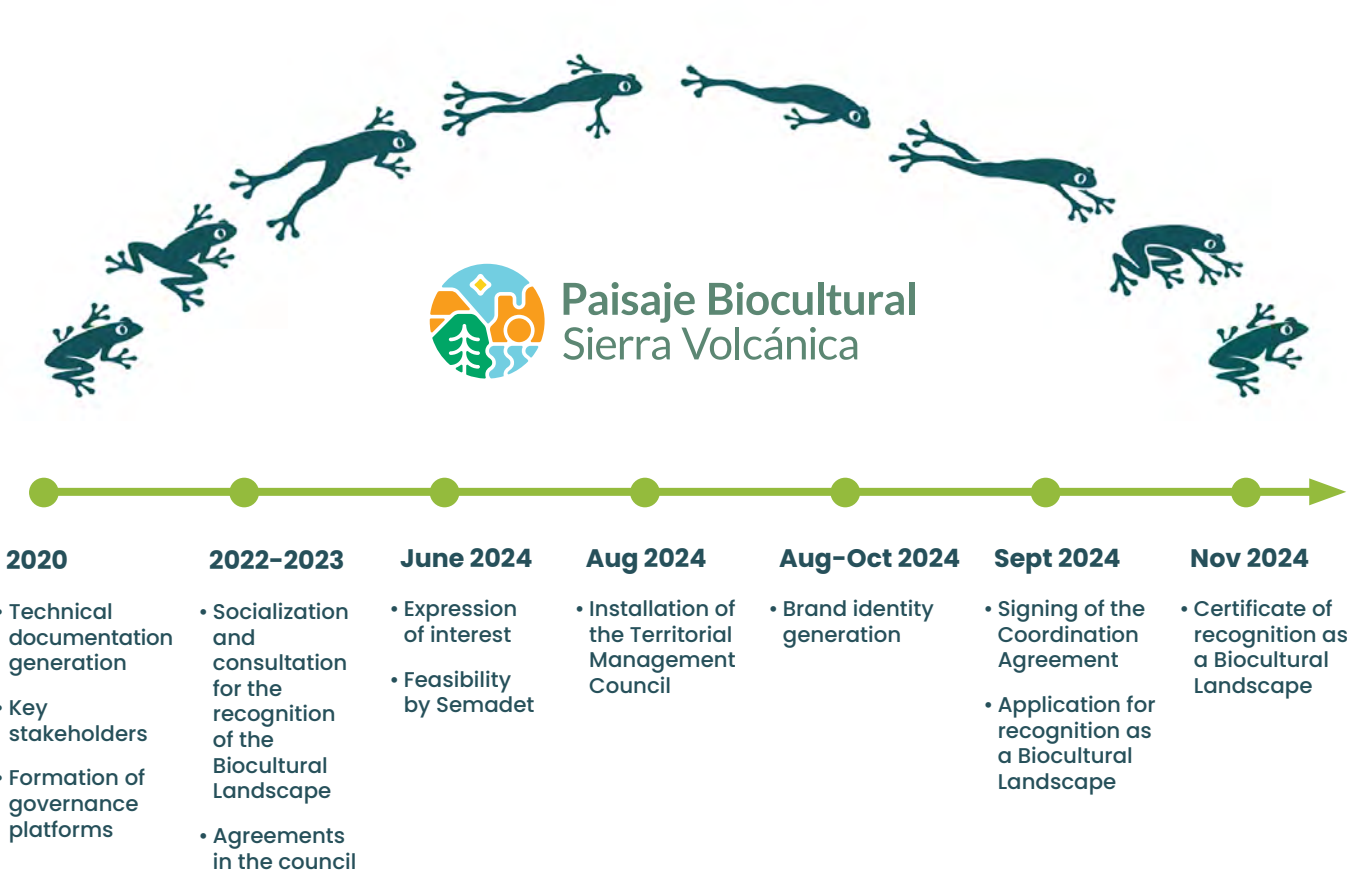 Paisaje Biocultural
Sierra Volcánica
2020
• Technical
documentation
generation
• Key
stakeholders
• Formation of
governance
platforms
2022-2023
• Socialization
and
consultation
for the
recognition
of the
Biocultural
Landscape
• Agreements
in the council
June 2024
• Expression
of interest
• Feasibility
by Semadet
Aug 2024
• Installation of
the Territorial
Management
Council
Aug-Oct 2024
• Brand identity
generation
Sept 2024
• Signing of the
Coordination
Agreement
• Application for
recognition as
a Biocultural
Landscape
Nov 2024
• Certificate of
recognition as
a Biocultural
Landscape